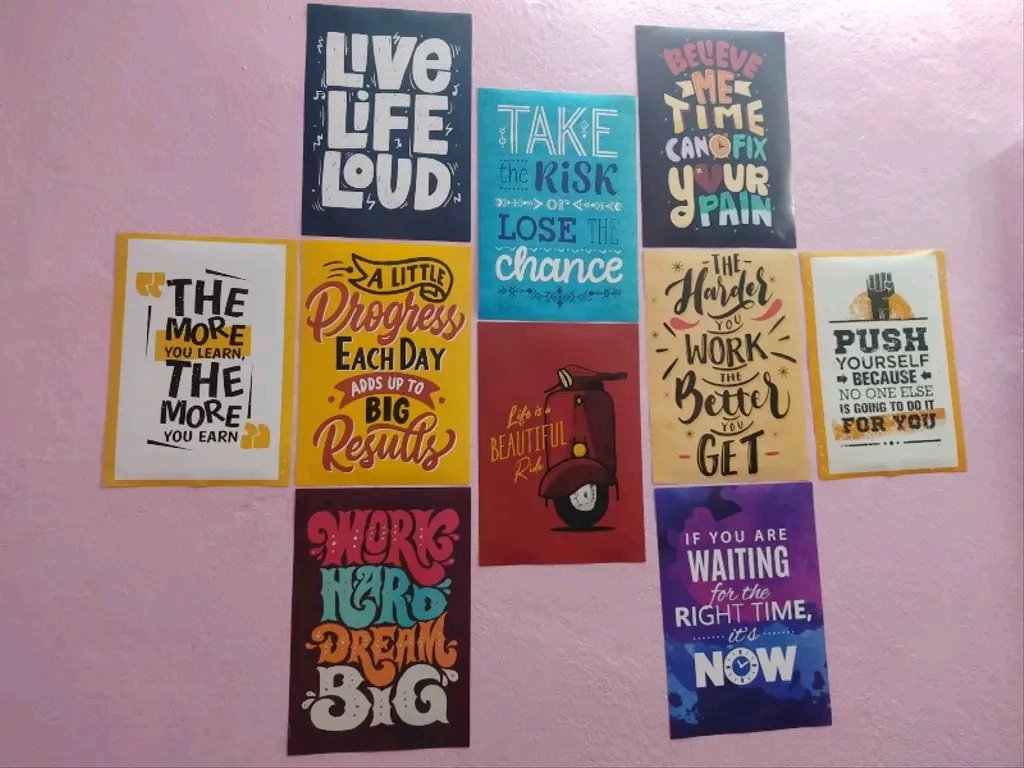 LIVE
LIFE
LOUD
TAKE
the RISK
or
LOSE THE
chance
BELIEVE
ME
TIME
CAN FIX
YOUR
PAIN
THE
MORE
YOU LEARN,
THE
MORE
YOU EARN
A LITTLE
Progress
EACH DAY
ADDS UP TO
BIG
Results
Life is a
BEAUTIFUL
Ride
THE
Harder
YOU
WORK
THE
Better
YOU
GET
PUSH
YOURSELF
BECAUSE
NO ONE ELSE
IS GOING TO DO IT
FOR YOU
WORK
HARD
DREAM
BIG
IF YOU ARE
WAITING
for the
RIGHT TIME,
it's
NOW